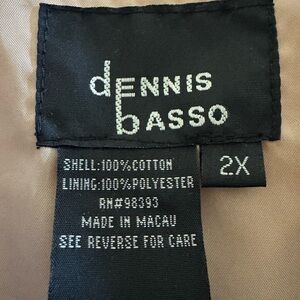 dENNIS
bASSO
2X
SHELL:100%COTTON
LINING:100%POLYESTER
RN#98393
MADE IN MACAU
SEE REVERSE FOR CARE